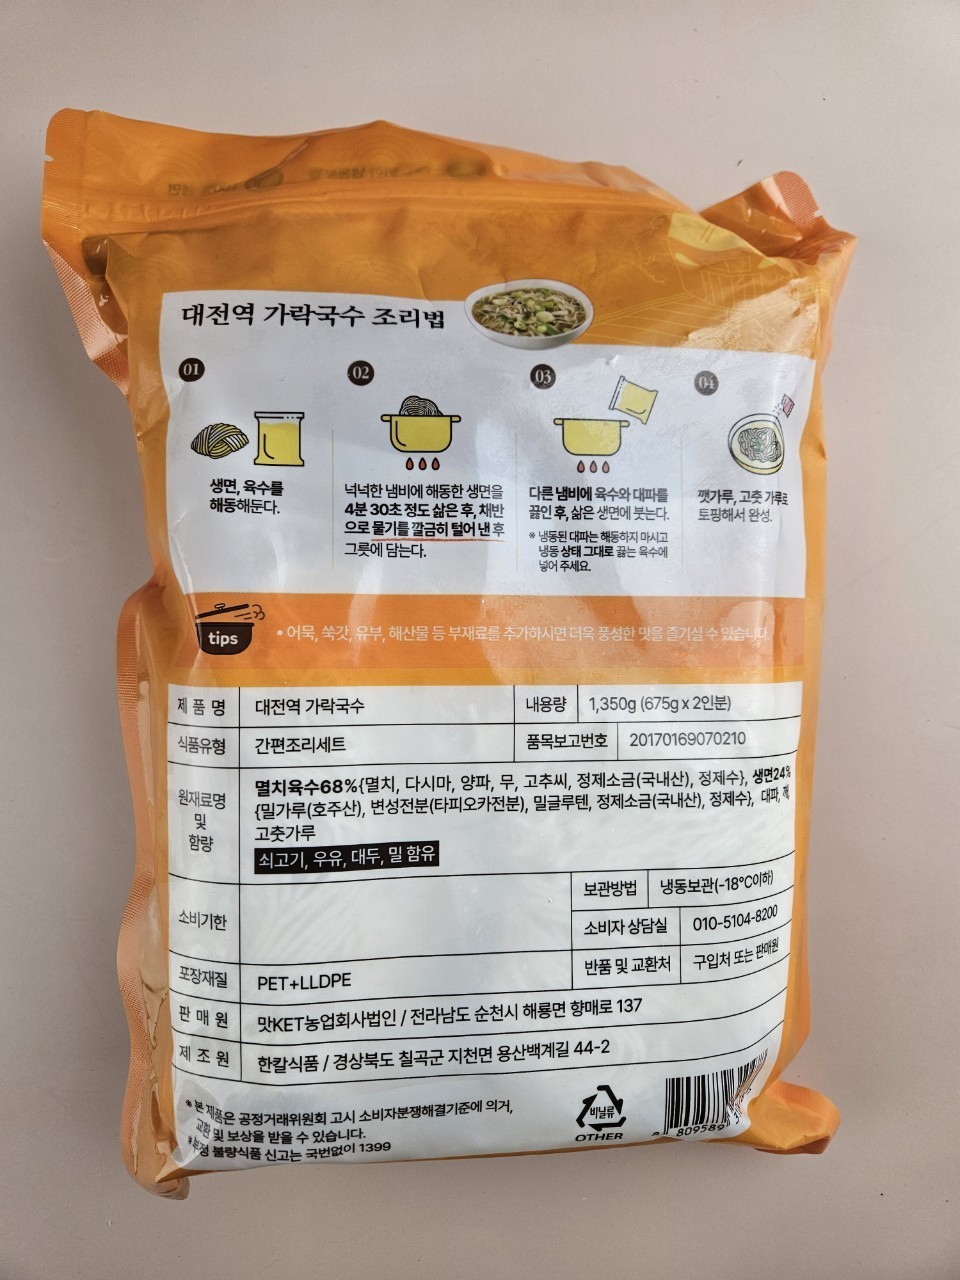 대전역 가락국수 조리법
01
생면, 육수를
해동해둔다.
02
넉넉한 냄비에 해동한 생면을
4분 30초 정도 삶은 후, 채반
으로 물기를 깔끔히 털어 낸 후
그릇에 담는다.
03
다른 냄비에 육수와 대파를
끓인 후, 삶은 생면에 붓는다.
※ 냉동된 대파는 해동하지 마시고
냉동 상태 그대로 끓는 육수에
넣어 주세요.
04
깻가루, 고춧 가루로
토핑해서 완성.
tips
• 어묵, 쑥갓, 유부, 해산물 등 부재료를 추가하시면 더욱 풍성한 맛을 즐기실 수 있습니다.
제 품 명 대전역 가락국수 내용량 1,350g (675g x 2인분)
식품유형 간편조리세트 품목보고번호 20170169070210
원재료명
및
함량
멸치육수68%{멸치, 다시마, 양파, 무, 고추씨, 정제소금(국내산), 정제수}, 생면24%
{밀가루(호주산), 변성전분(타피오카전분), 밀글루텐, 정제소금(국내산), 정제수}, 대파, 깨,
고춧가루
쇠고기, 우유, 대두, 밀 함유
소비기한
보관방법 냉동보관(-18°C이하)
소비자 상담실 010-5104-8200
반품 및 교환처 구입처 또는 판매원
포장재질 PET+LLDPE
판 매 원 맛KET농업회사법인 / 전라남도 순천시 해룡면 향매로 137
제 조 원 한칼식품 / 경상북도 칠곡군 지천면 용산백계길 44-2
※ 본 제품은 공정거래위원회 고시 소비자분쟁해결기준에 의거,
교환 및 보상을 받을 수 있습니다.
※부정 불량식품 신고는 국번없이 1399
비닐류
OTHER
8 809589